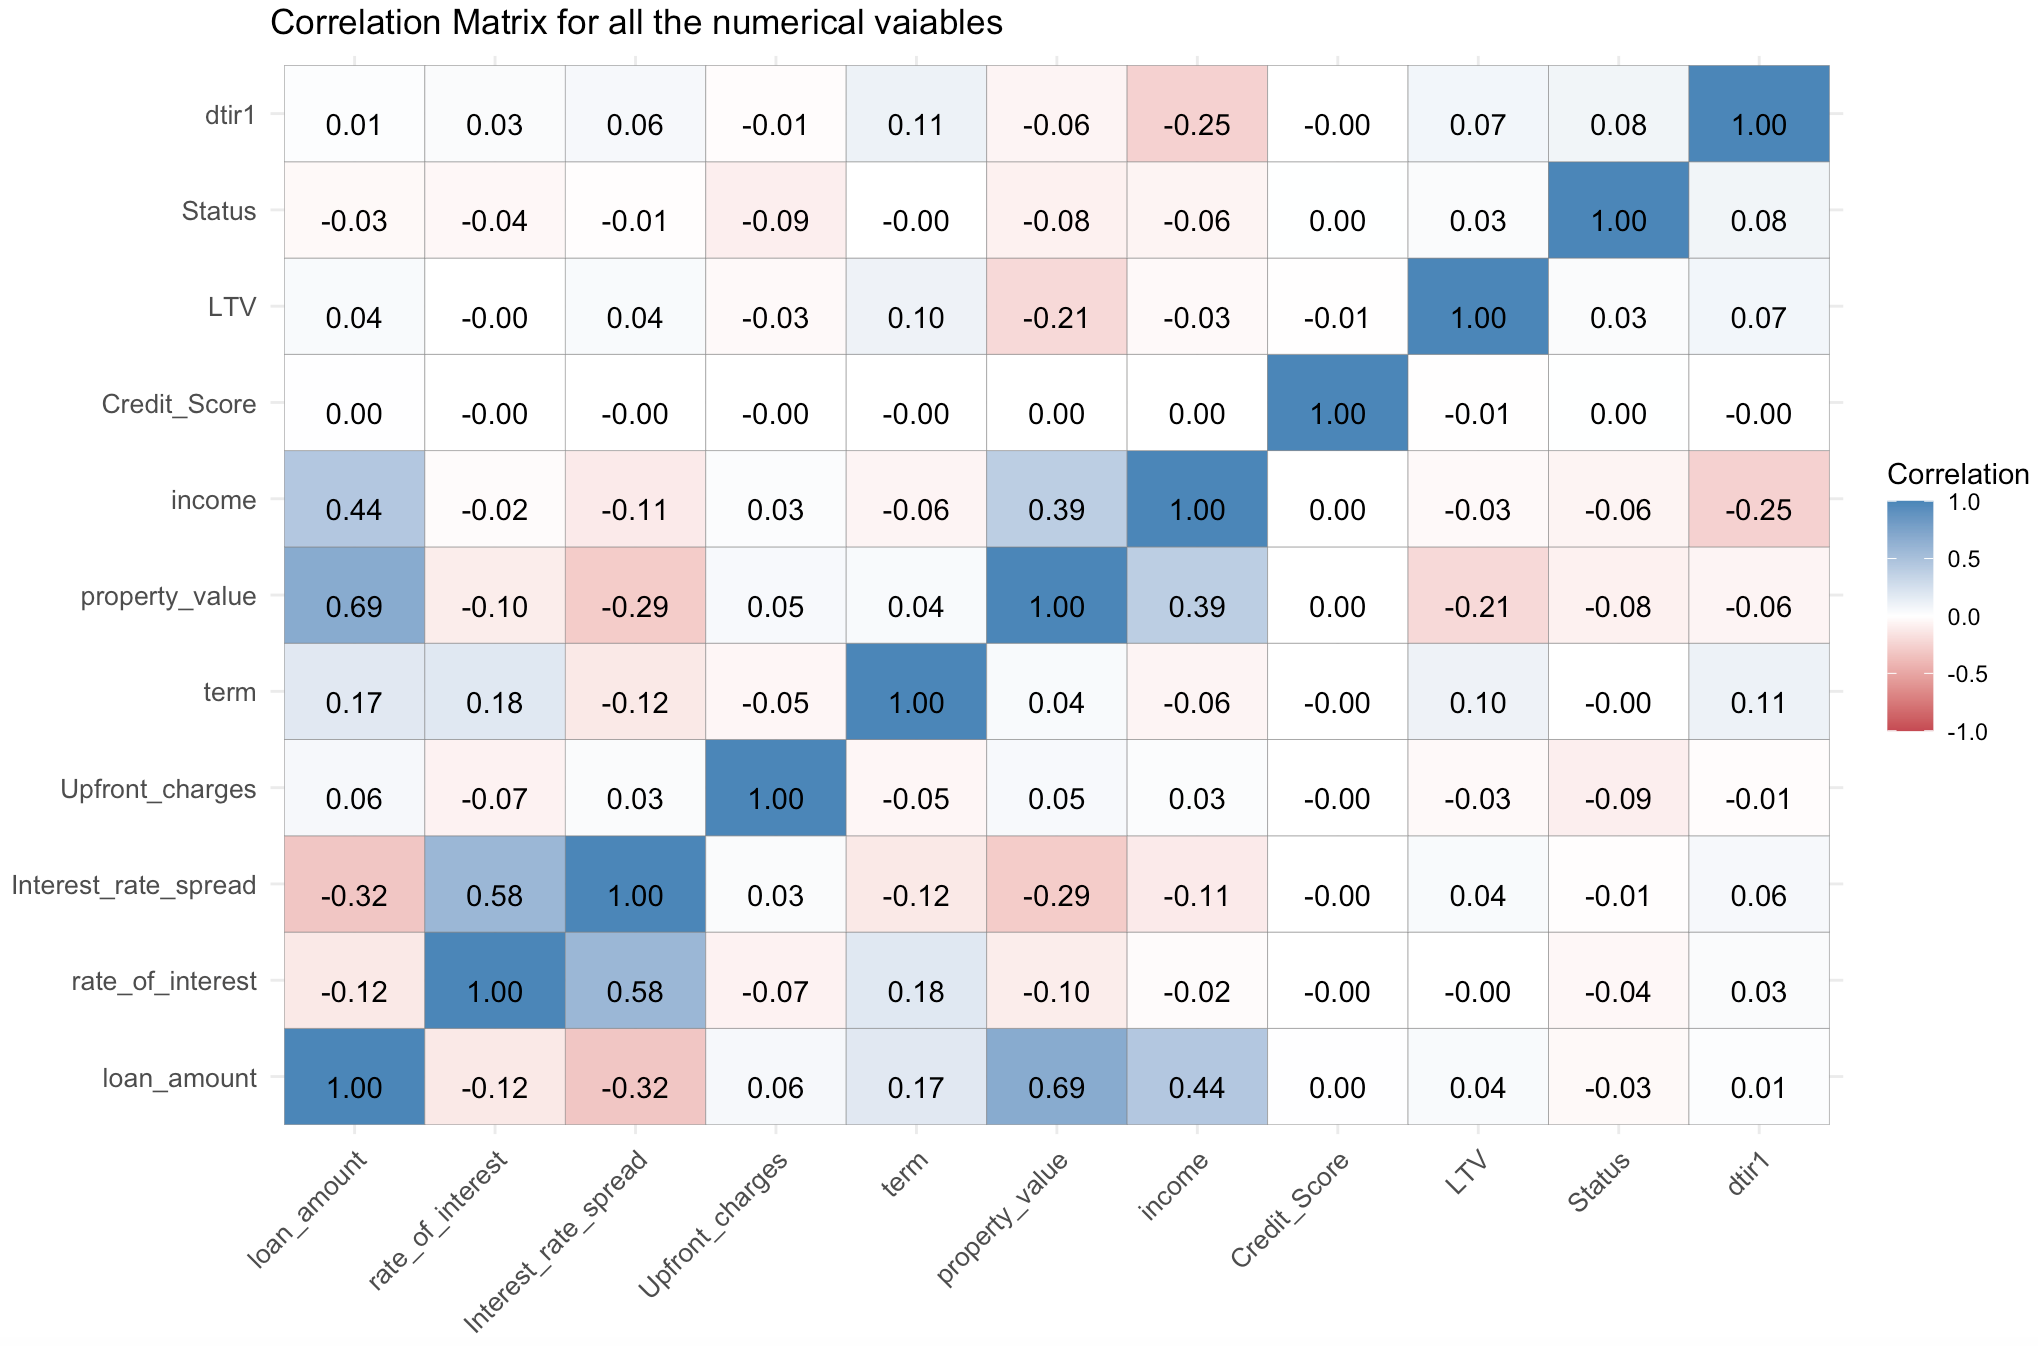 Correlation Matrix for all the numerical vaiables
dtir1 0.01 0.03 0.06 -0.01 0.11 -0.06 -0.25 -0.00 0.07 0.08 1.00
Status -0.03 -0.04 -0.01 -0.09 -0.00 -0.08 -0.06 0.00 0.03 1.00 0.08
LTV 0.04 -0.00 0.04 -0.03 0.10 -0.21 -0.03 -0.01 1.00 0.03 0.07
Credit_Score 0.00 -0.00 -0.00 -0.00 -0.00 0.00 0.00 1.00 -0.01 0.00 -0.00
income 0.44 -0.02 -0.11 0.03 -0.06 0.39 1.00 0.00 -0.03 -0.06 -0.25
property_value 0.69 -0.10 -0.29 0.05 0.04 1.00 0.39 0.00 -0.21 -0.08 -0.06
term 0.17 0.18 -0.12 -0.05 1.00 0.04 -0.06 -0.00 0.10 -0.00 0.11
Upfront_charges 0.06 -0.07 0.03 1.00 -0.05 0.05 0.03 -0.00 -0.03 -0.09 -0.01
Interest_rate_spread -0.32 0.58 1.00 0.03 -0.12 -0.29 -0.11 -0.00 0.04 -0.01 0.06
rate_of_interest -0.12 1.00 0.58 -0.07 0.18 -0.10 -0.02 -0.00 -0.00 -0.04 0.03
loan_amount 1.00 -0.12 -0.32 0.06 0.17 0.69 0.44 0.00 0.04 -0.03 0.01
loan_amount rate_of_interest Interest_rate_spread Upfront_charges term property_value income Credit_Score LTV Status dtir1
Correlation
1.0
0.5
0.0
-0.5
-1.0